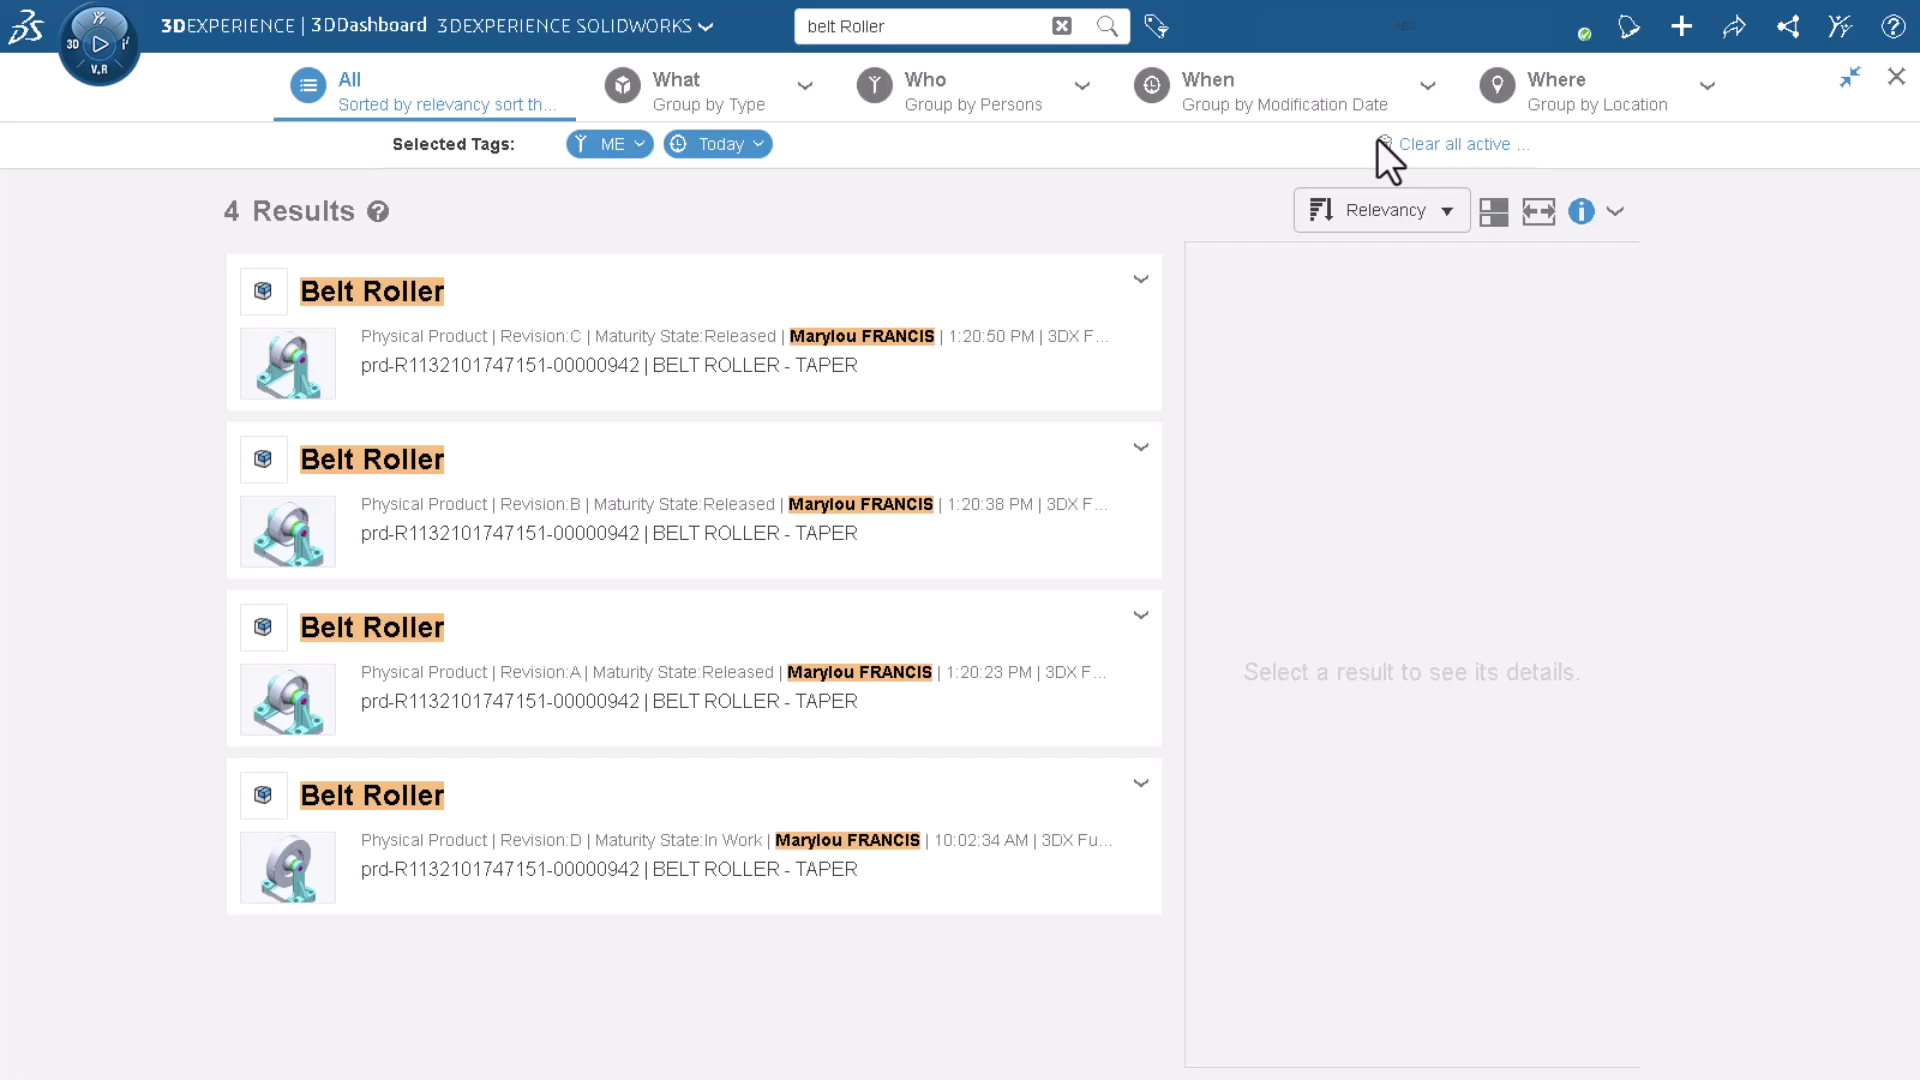 3DEXPERIENCE | 3DDashboard 3DEXPERIENCE SOLIDWORKS
belt Roller
3D
V.R
All
Sorted by relevancy sort th...
What
Group by Type
Who
Group by Persons
When
Group by Modification Date
Where
Group by Location
Selected Tags:
ME
Today
Clear all active ...
4 Results
Relevancy
Belt Roller
Physical Product | Revision:C | Maturity State:Released | Marylou FRANCIS | 1:20:50 PM | 3DX F...
prd-R1132101747151-00000942 | BELT ROLLER - TAPER
Belt Roller
Physical Product | Revision:B | Maturity State:Released | Marylou FRANCIS | 1:20:38 PM | 3DX F...
prd-R1132101747151-00000942 | BELT ROLLER - TAPER
Belt Roller
Physical Product | Revision:A | Maturity State:Released | Marylou FRANCIS | 1:20:23 PM | 3DX F...
prd-R1132101747151-00000942 | BELT ROLLER - TAPER
Belt Roller
Physical Product | Revision:D | Maturity State:In Work | Marylou FRANCIS | 10:02:34 AM | 3DX Fu...
prd-R1132101747151-00000942 | BELT ROLLER - TAPER
Select a result to see its details.